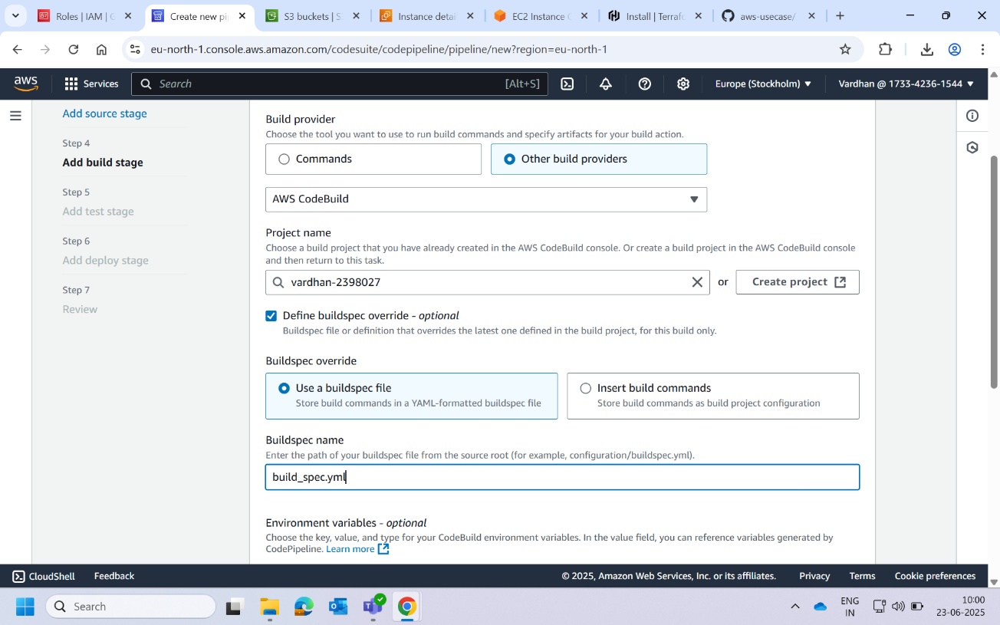 Roles | IAM | G
Create new pi
S3 buckets | S
Instance detai
EC2 Instance C
Install | Terrafo
aws-usecase/
eu-north-1.console.aws.amazon.com/codesuite/codepipeline/pipeline/new?region=eu-north-1
aws
Services
Search
[Alt+S]
Europe (Stockholm)
Vardhan @ 1733-4236-1544
Add source stage
Step 4
Add build stage
Step 5
Add test stage
Step 6
Add deploy stage
Step 7
Review
Build provider
Choose the tool you want to use to run build commands and specify artifacts for your build action.
Commands
Other build providers
AWS CodeBuild
Project name
Choose a build project that you have already created in the AWS CodeBuild console. Or create a build project in the AWS CodeBuild console
and then return to this task.
vardhan-2398027
or
Create project
Define buildspec override - optional
Buildspec file or definition that overrides the latest one defined in the build project, for this build only.
Buildspec override
Use a buildspec file
Store build commands in a YAML-formatted buildspec file
Insert build commands
Store build commands as build project configuration
Buildspec name
Enter the path of your buildspec file from the source root (for example, configuration/buildspec.yml).
build_spec.yml
Environment variables - optional
Choose the key, value, and type for your CodeBuild environment variables. In the value field, you can reference variables generated by
CodePipeline. Learn more
CloudShell
Feedback
© 2025, Amazon Web Services, Inc. or its affiliates.
Privacy
Terms
Cookie preferences
Search
ENG
IN
10:00
23-06-2025